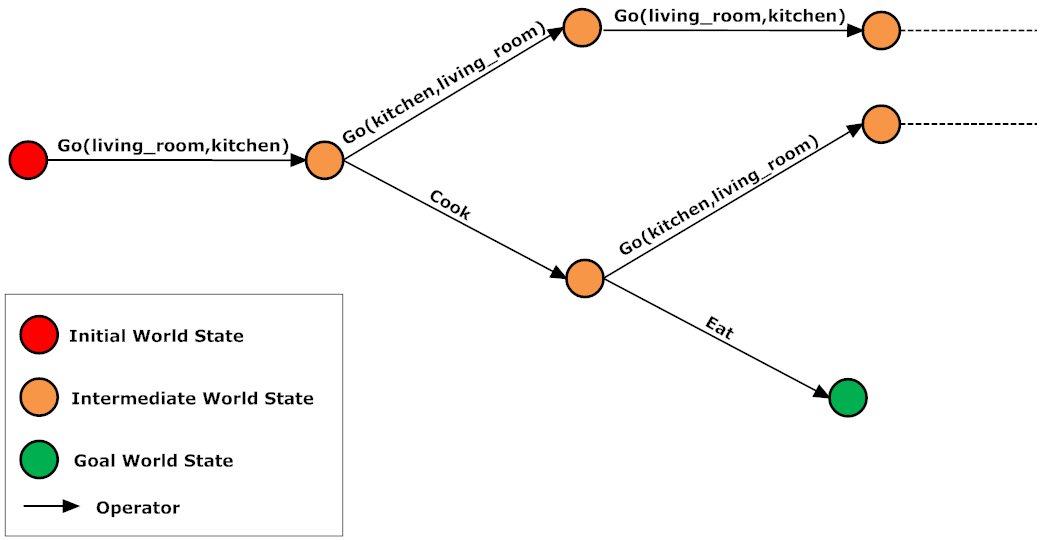 Go(living_room,kitchen)
Go(kitchen,living_room)
Go(living_room,kitchen)
Cook
Go(kitchen,living_room)
Eat
Initial World State
Intermediate World State
Goal World State
Operator